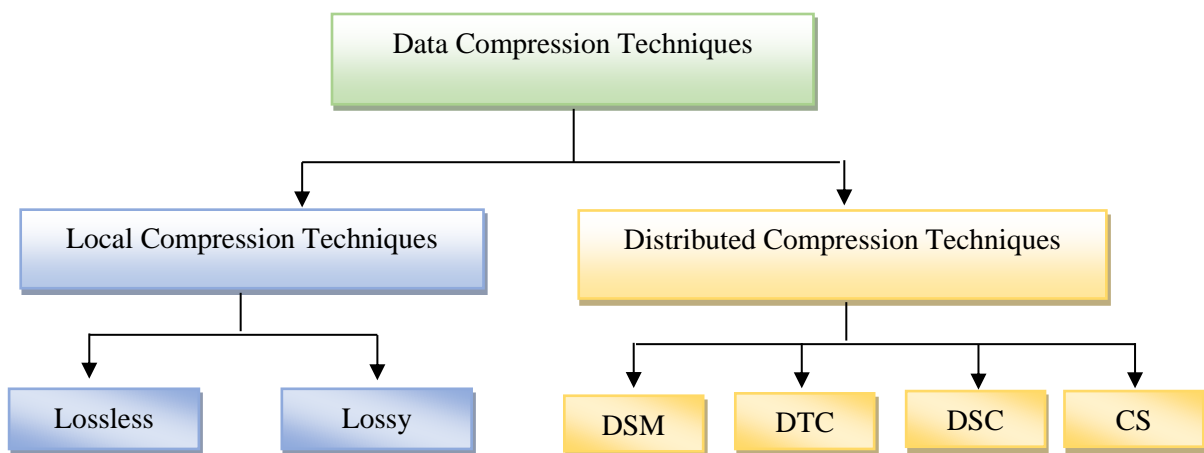 Data Compression Techniques
Local Compression Techniques
Distributed Compression Techniques
Lossless
Lossy
DSM
DTC
DSC
CS